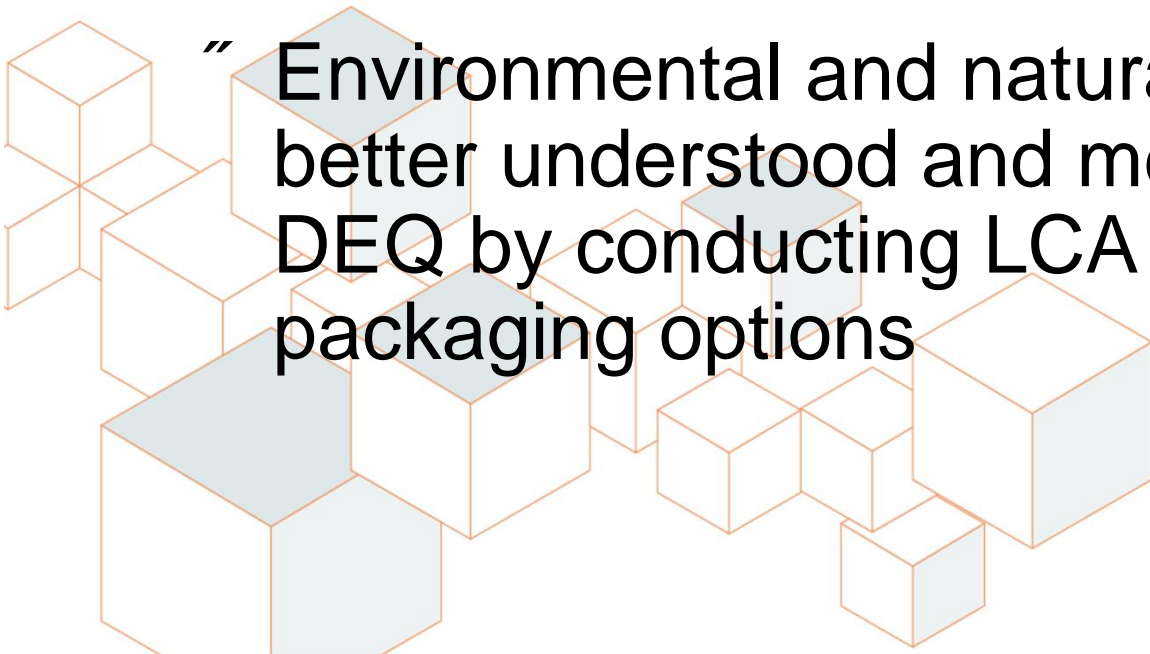 ˝ Environmental and natura
better understood and m
DEQ by conducting LCA
packaging options